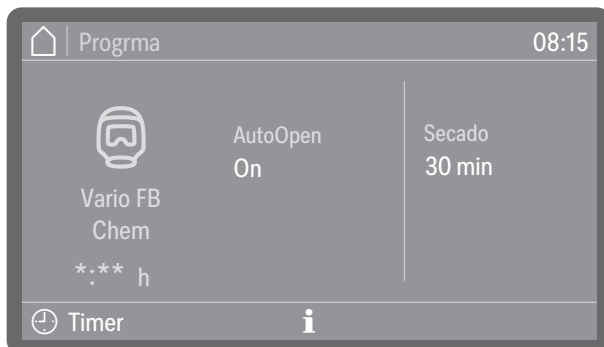 Progrma
08:15
Vario FB
Chem
*:** h
AutoOpen
On
Secado
30 min
Timer
i